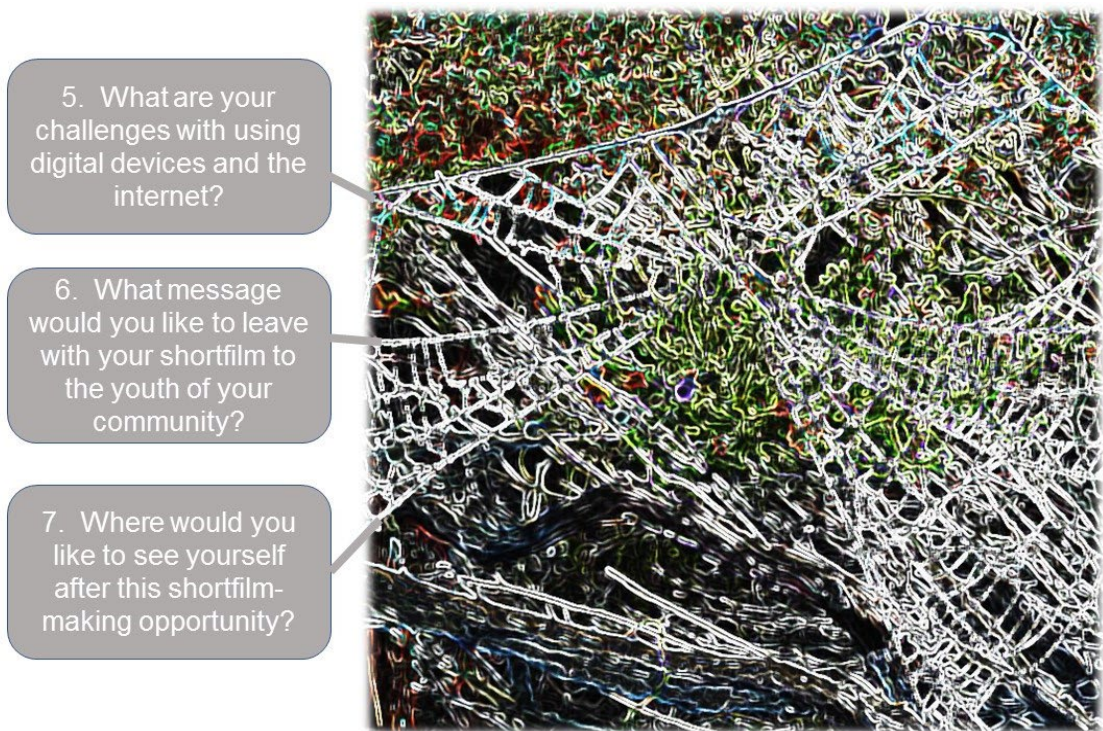 5. What are your
challenges with using
digital devices and the
internet?
6. What message
would you like to leave
with your shortfilm to
the youth of your
community?
7. Where would you
like to see yourself
after this shortfilm-
making opportunity?